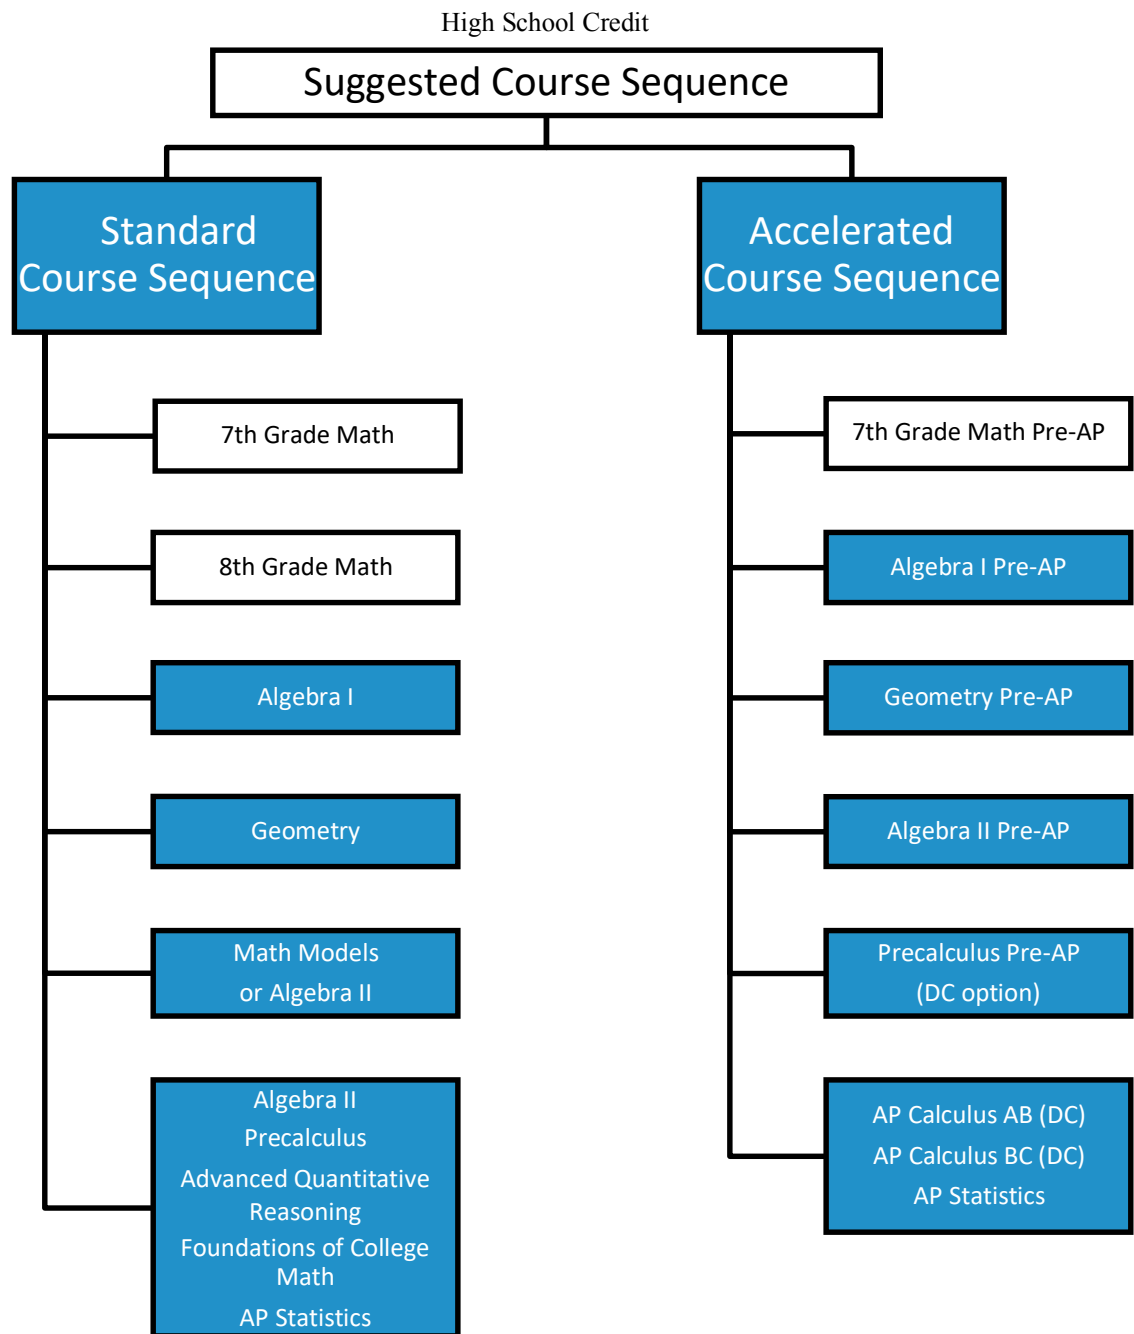 High School Credit
Suggested Course Sequence
Standard
Course Sequence
7th Grade Math
8th Grade Math
Algebra I
Geometry
Math Models
or Algebra II
Algebra II
Precalculus
Advanced Quantitative
Reasoning
Foundations of College
Math
AP Statistics
Accelerated
Course Sequence
7th Grade Math Pre-AP
Algebra I Pre-AP
Geometry Pre-AP
Algebra II Pre-AP
Precalculus Pre-AP
(DC option)
AP Calculus AB (DC)
AP Calculus BC (DC)
AP Statistics